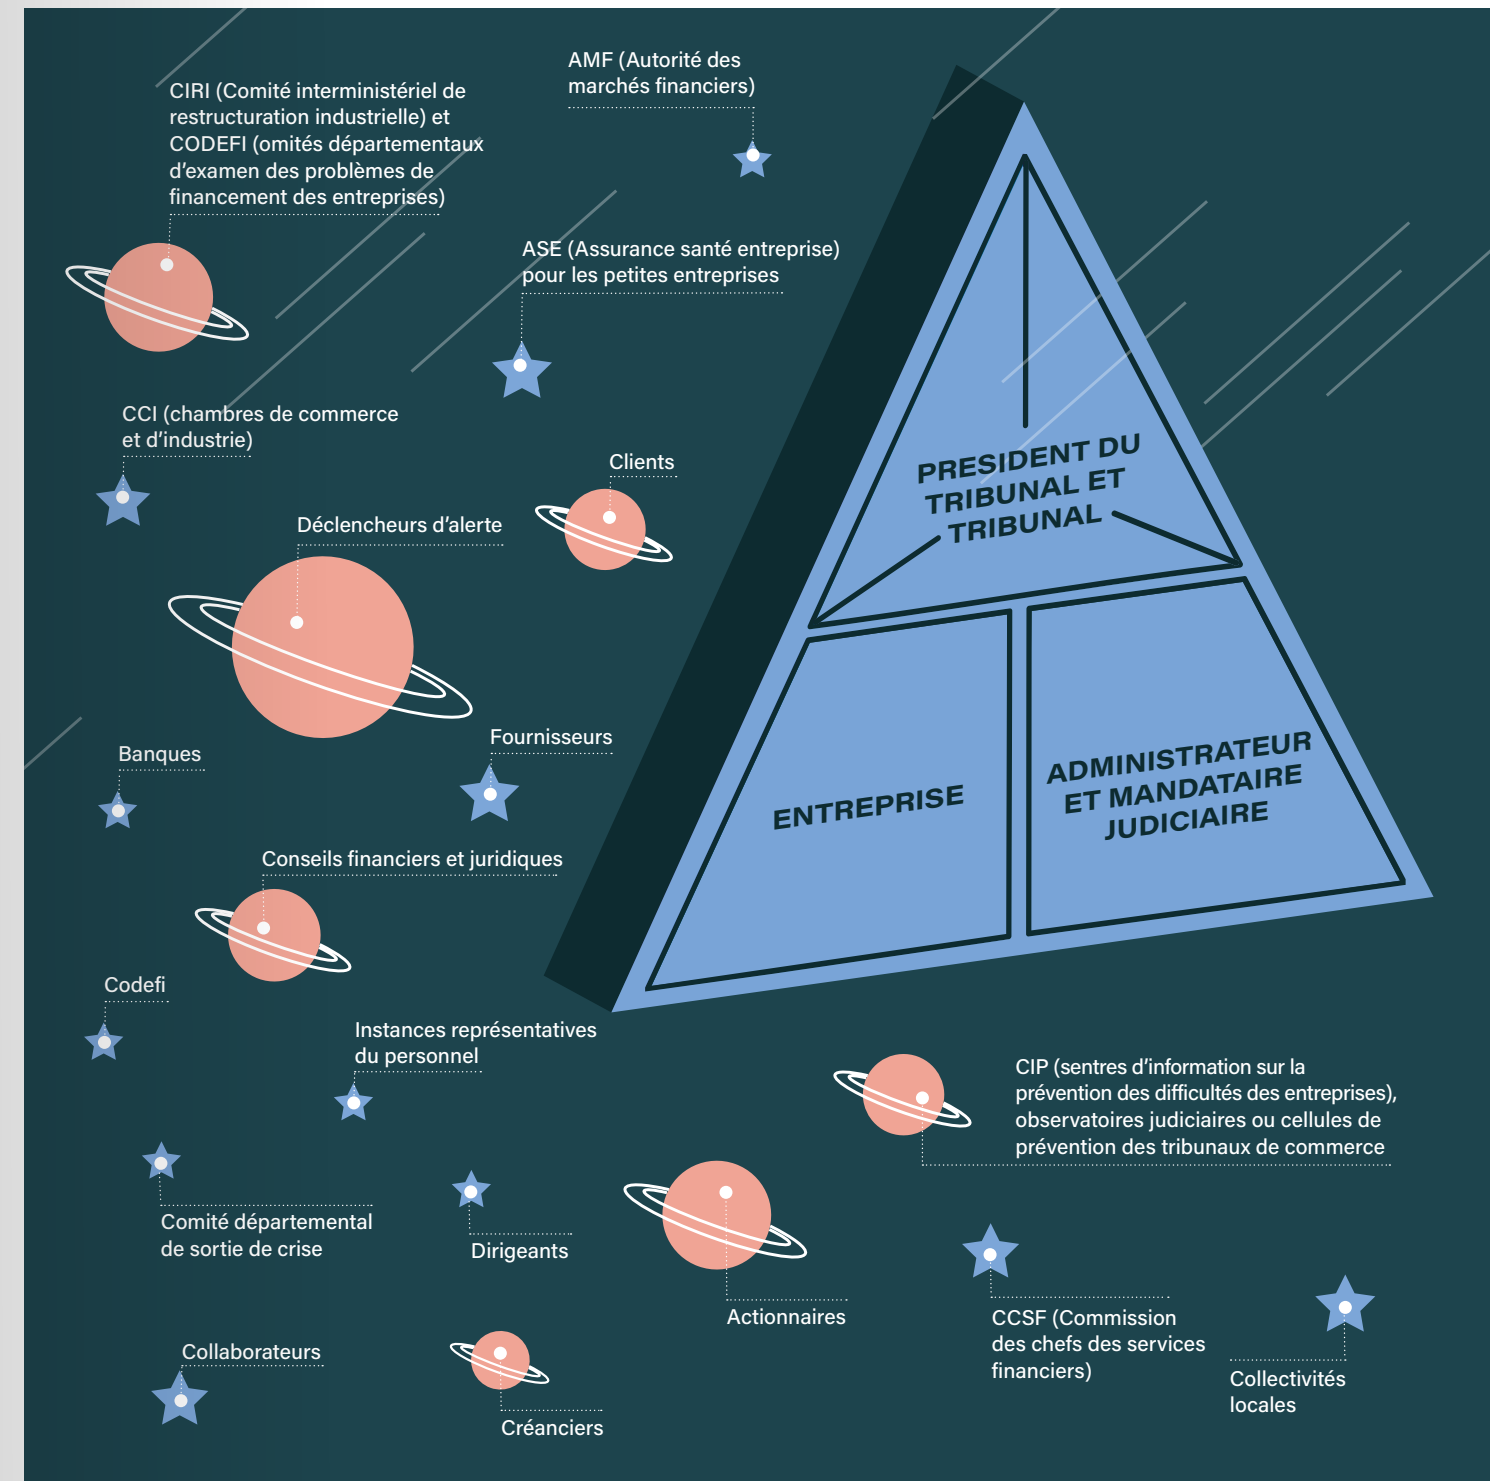 AMF (Autorité des
marchés financiers)
CIRI (Comité interministériel de
restructuration industrielle) et
CODEFI (omités départementaux
d'examen des problèmes de
financement des entreprises)
ASE (Assurance santé entreprise)
pour les petites entreprises
CCI (chambres de commerce
et d'industrie)
Clients
PRESIDENT DU
TRIBUNAL ET
TRIBUNAL
Déclencheurs d'alerte
Fournisseurs
Banques
ENTREPRISE
ADMINISTRATEUR
ET MANDATAIRE
JUDICIAIRE
Conseils financiers et juridiques
Codefi
Instances représentatives
du personnel
CIP (sentres d'information sur la
prévention des difficultés des entreprises),
observatoires judiciaires ou cellules de
prévention des tribunaux de commerce
Comité départemental
de sortie de crise
Dirigeants
Actionnaires
CCSF (Commission
des chefs des services
financiers)
Collectivités
locales
Collaborateurs
Créanciers